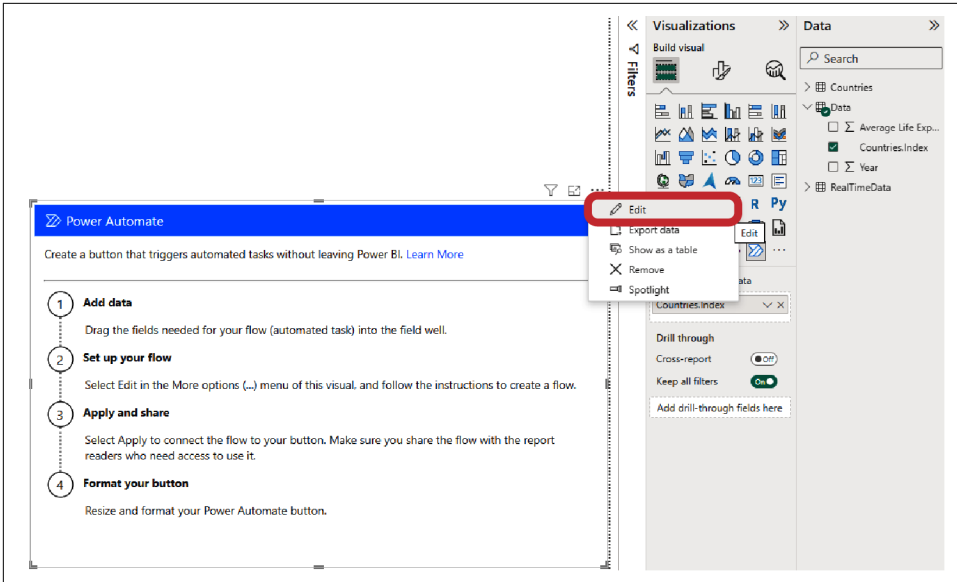 Visualizations
Data
Build visual
Filters
Search
Countries
Data
Average Life Exp...
Countries.Index
Year
RealTimeData
123
R
Py
Power Automate
Create a button that triggers automated tasks without leaving Power BI. Learn More
1
Add data
Drag the fields needed for your flow (automated task) into the field well.
2
Set up your flow
Select Edit in the More options (...) menu of this visual, and follow the instructions to create a flow.
3
Apply and share
Select Apply to connect the flow to your button. Make sure you share the flow with the report
readers who need access to use it.
4
Format your button
Resize and format your Power Automate button.
Edit
Export data
Show as a table
Remove
Spotlight
Edit
ata
Countries.Index
Drill through
Cross-report
Off
Keep all filters
On
Add drill-through fields here